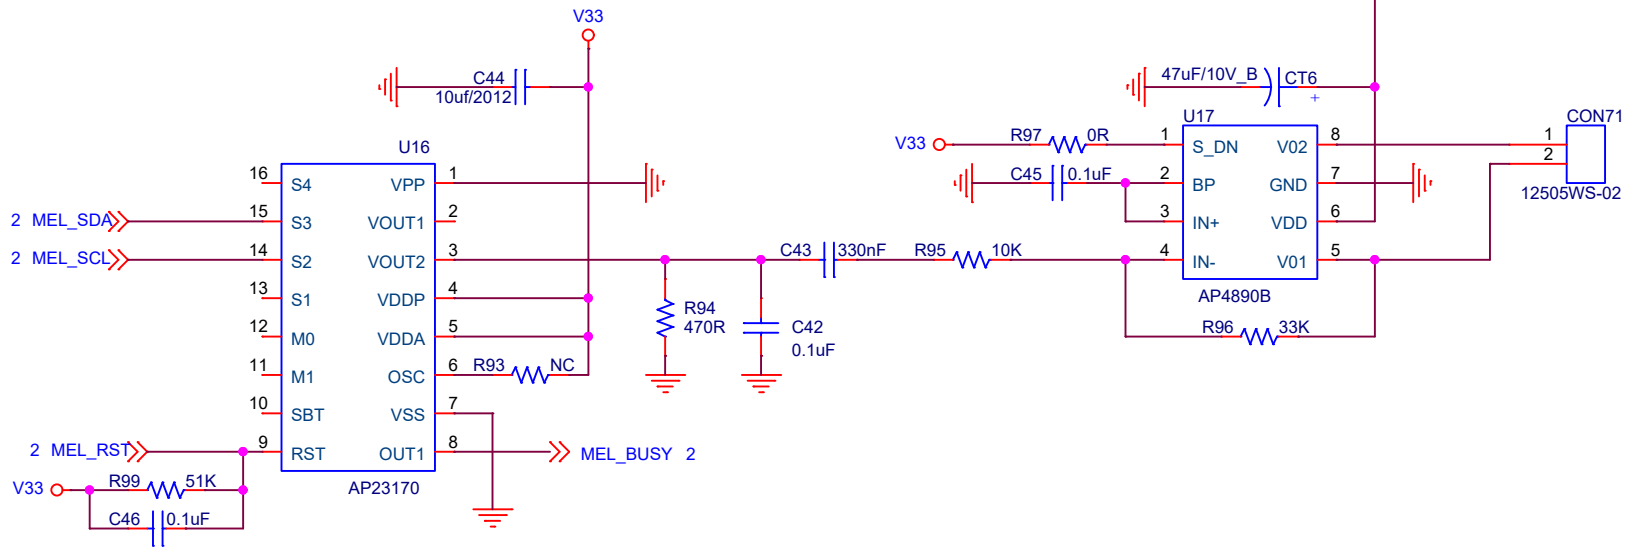 V33
C44
10uf/2012
U16
16 S4 VPP 1
2 MEL_SDA 15 S3 VOUT1 2
2 MEL_SCL 14 S2 VOUT2 3
13 S1 VDDP 4
12 M0 VDDA 5
11 M1 OSC 6 R93 NC
10 SBT VSS 7
2 MEL_RST 9 RST OUT1 8 MEL_BUSY 2
AP23170
V33 R99 51K
C46 0.1uF
R94
470R
C42
0.1uF
C43 330nF R95 10K
47uF/10V_B CT6
+
U17
V33 R97 0R 1 S_DN V02 8
C45 0.1uF 2 BP GND 7
3 IN+ VDD 6
4 IN- V01 5
AP4890B
R96 33K
CON71
1
2
12505WS-02